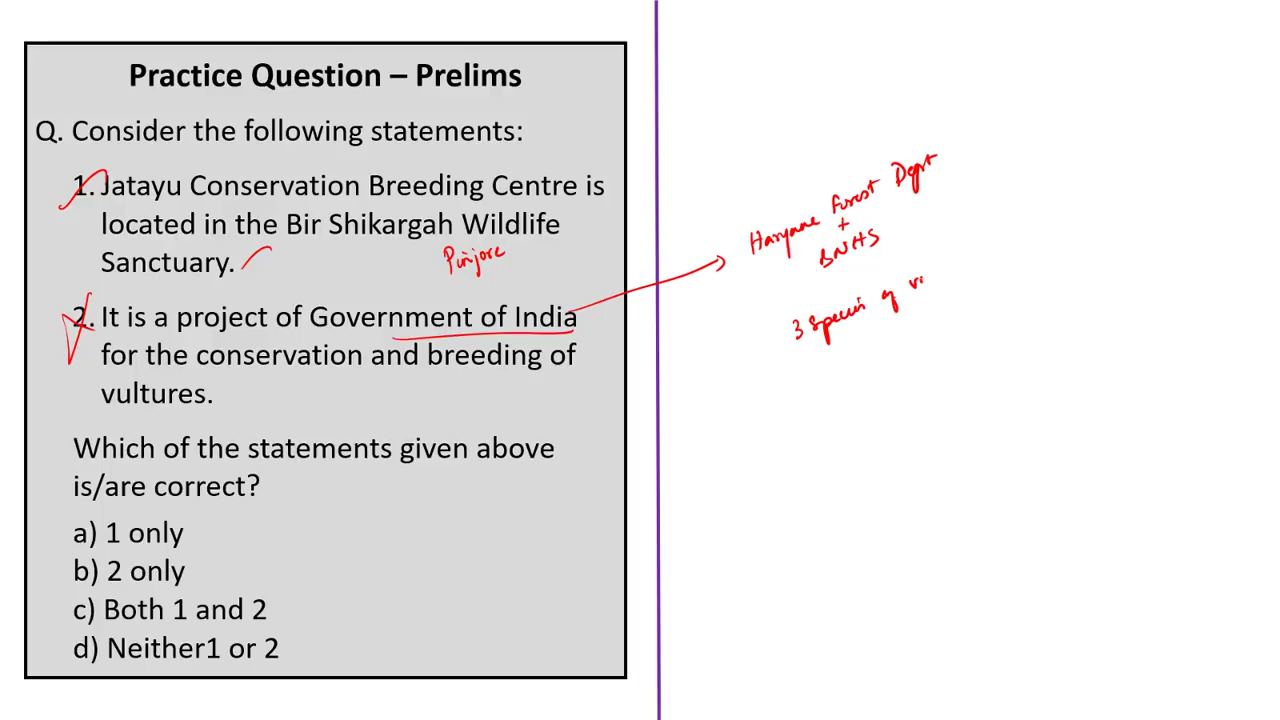 Practice Question – Prelims
Q. Consider the following statements:
1. Jatayu Conservation Breeding Centre is
located in the Bir Shikargah Wildlife
Sanctuary.
Pinjore
2. It is a project of Government of India
for the conservation and breeding of
vultures.
Which of the statements given above
is/are correct?
a) 1 only
b) 2 only
c) Both 1 and 2
d) Neither1 or 2
Haryana Forest Dept
+
BNHS
3 Species of